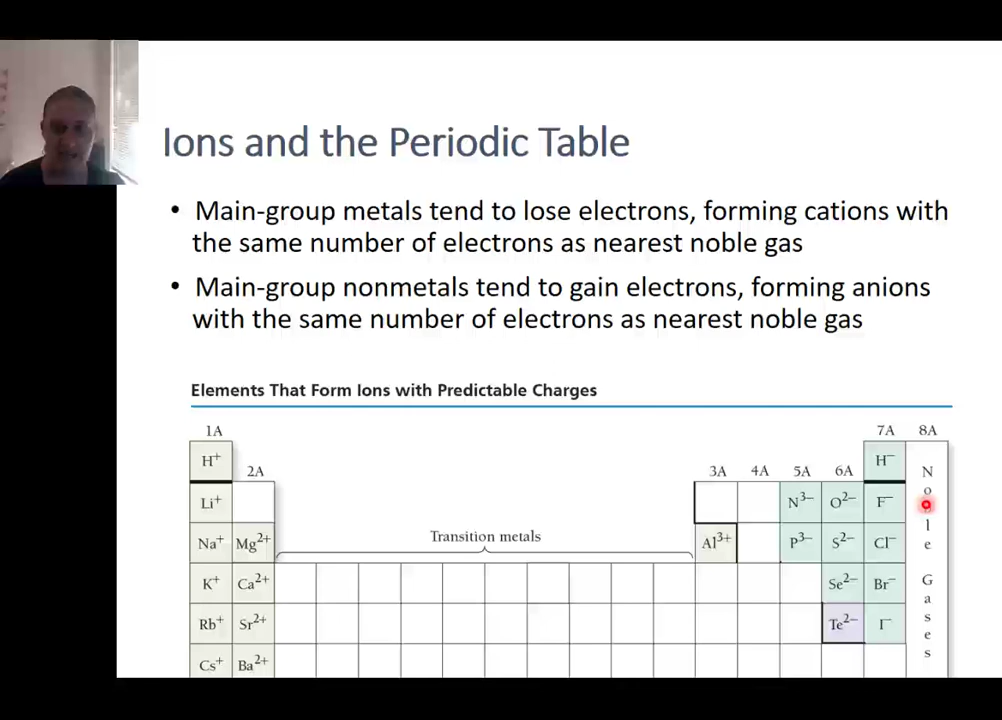 Ions and the Periodic Table
• Main-group metals tend to lose electrons, forming cations with
the same number of electrons as nearest noble gas
• Main-group nonmetals tend to gain electrons, forming anions
with the same number of electrons as nearest noble gas
Elements That Form Ions with Predictable Charges
1A 7A 8A
H⁺ 2A 3A 4A 5A 6A H⁻
Li⁺ N³⁻ O²⁻ F⁻
Na⁺ Mg²⁺ Transition metals Al³⁺ P³⁻ S²⁻ Cl⁻
K⁺ Ca²⁺ Se²⁻ Br⁻
Rb⁺ Sr²⁺ Te²⁻ I⁻
Cs⁺ Ba²⁺
N
o
l
e
G
a
s
e
s